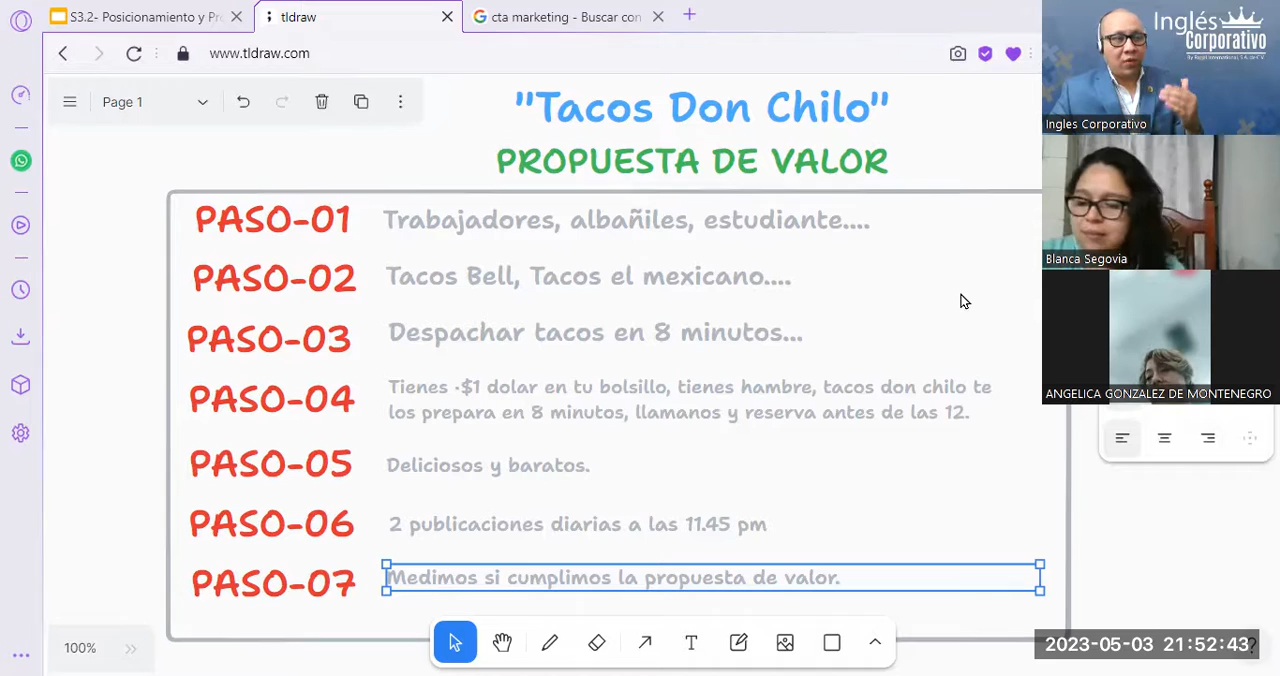 S3.2- Posicionamiento y Pr
tldraw
cta marketing - Buscar con
www.tldraw.com
Page 1
"Tacos Don Chilo"
PROPUESTA DE VALOR
PASO-01 Trabajadores, albañiles, estudiante....
PASO-02 Tacos Bell, Tacos el mexicano....
PASO-03 Despachar tacos en 8 minutos...
PASO-04 Tienes ·$1 dolar en tu bolsillo, tienes hambre, tacos don chilo te
los prepara en 8 minutos, llamanos y reserva antes de las 12.
PASO-05 Deliciosos y baratos.
PASO-06 2 publicaciones diarias a las 11.45 pm
PASO-07 Medimos si cumplimos la propuesta de valor.
100%
Inglés
Corporativo
Ingles Corporativo
Blanca Segovia
ANGELICA GONZALEZ DE MONTENEGRO
2023-05-03 21:52:43